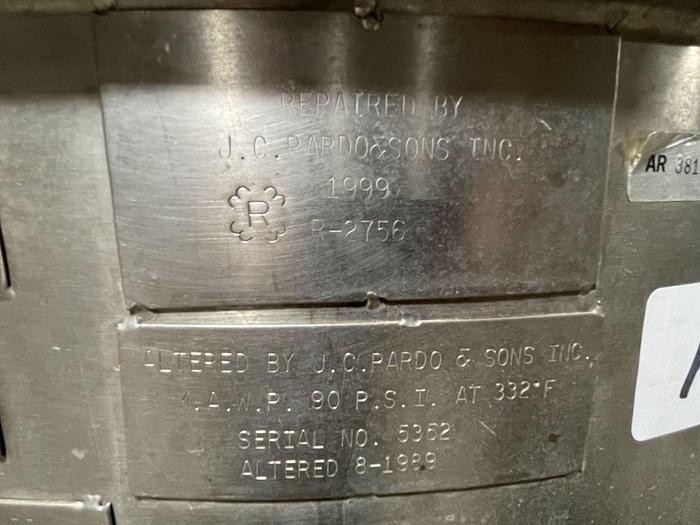 REPAIRED BY
J.C. PARDO&SONS INC.
1999
R
R-2756
AR 381
ALTERED BY J.C.PARDO & SONS INC.
M.A.W.P. 90 P.S.I. AT 332°F
SERIAL NO. 5362
ALTERED 8-1989